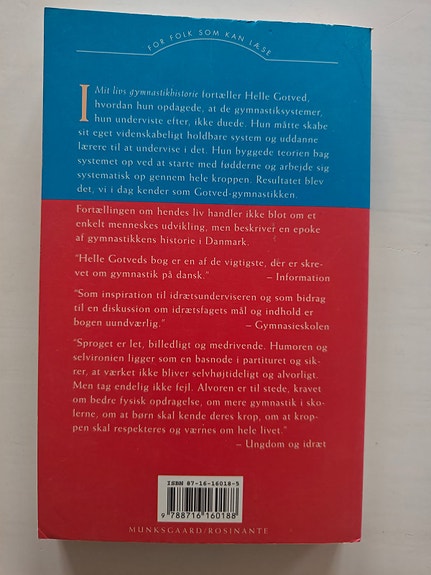 FOR FOLK SOM KAN LÆSE
I Mit livs gymnastikhistorie fortæller Helle Gotved,
hvordan hun opdagede, at de gymnastiksystemer,
hun underviste efter, ikke duede. Hun måtte skabe
sit eget videnskabeligt holdbare system og uddanne
lærere til at undervise i det. Hun byggede teorien bag
systemet op ved at starte med fødderne og arbejde sig
systematisk op gennem hele kroppen. Resultatet blev
det, vi i dag kender som Gotved-gymnastikken.
Fortællingen om hendes liv handler ikke blot om et
enkelt menneskes udvikling, men beskriver en epoke
af gymnastikkens historie i Danmark.
"Helle Gotveds bog er en af de vigtigste, der er skre-
vet om gymnastik på dansk." – Information
"Som inspiration til idrætsunderviserne og som bidrag
til en diskussion om idrætsfagets mål og indhold er
bogen uundværlig." – Gymnasieskolen
"Sproget er let, billedligt og medrivende. Humoren og
selvironien ligger som en basnode i partituret og sik-
rer, at værket ikke bliver selvhøjtideligt og alvorligt.
Men tag endelig ikke fejl. Alvoren er til stede, kravet
om bedre fysisk opdragelse, om mere gymnastik i sko-
lerne, om at børn skal kende deres krop, om at krop-
pen skal respekteres og værnes om hele livet."
– Ungdom og idræt
ISBN 87-16-16018-5
9 788716 160188
MUNKSGAARD/ROSINANTE